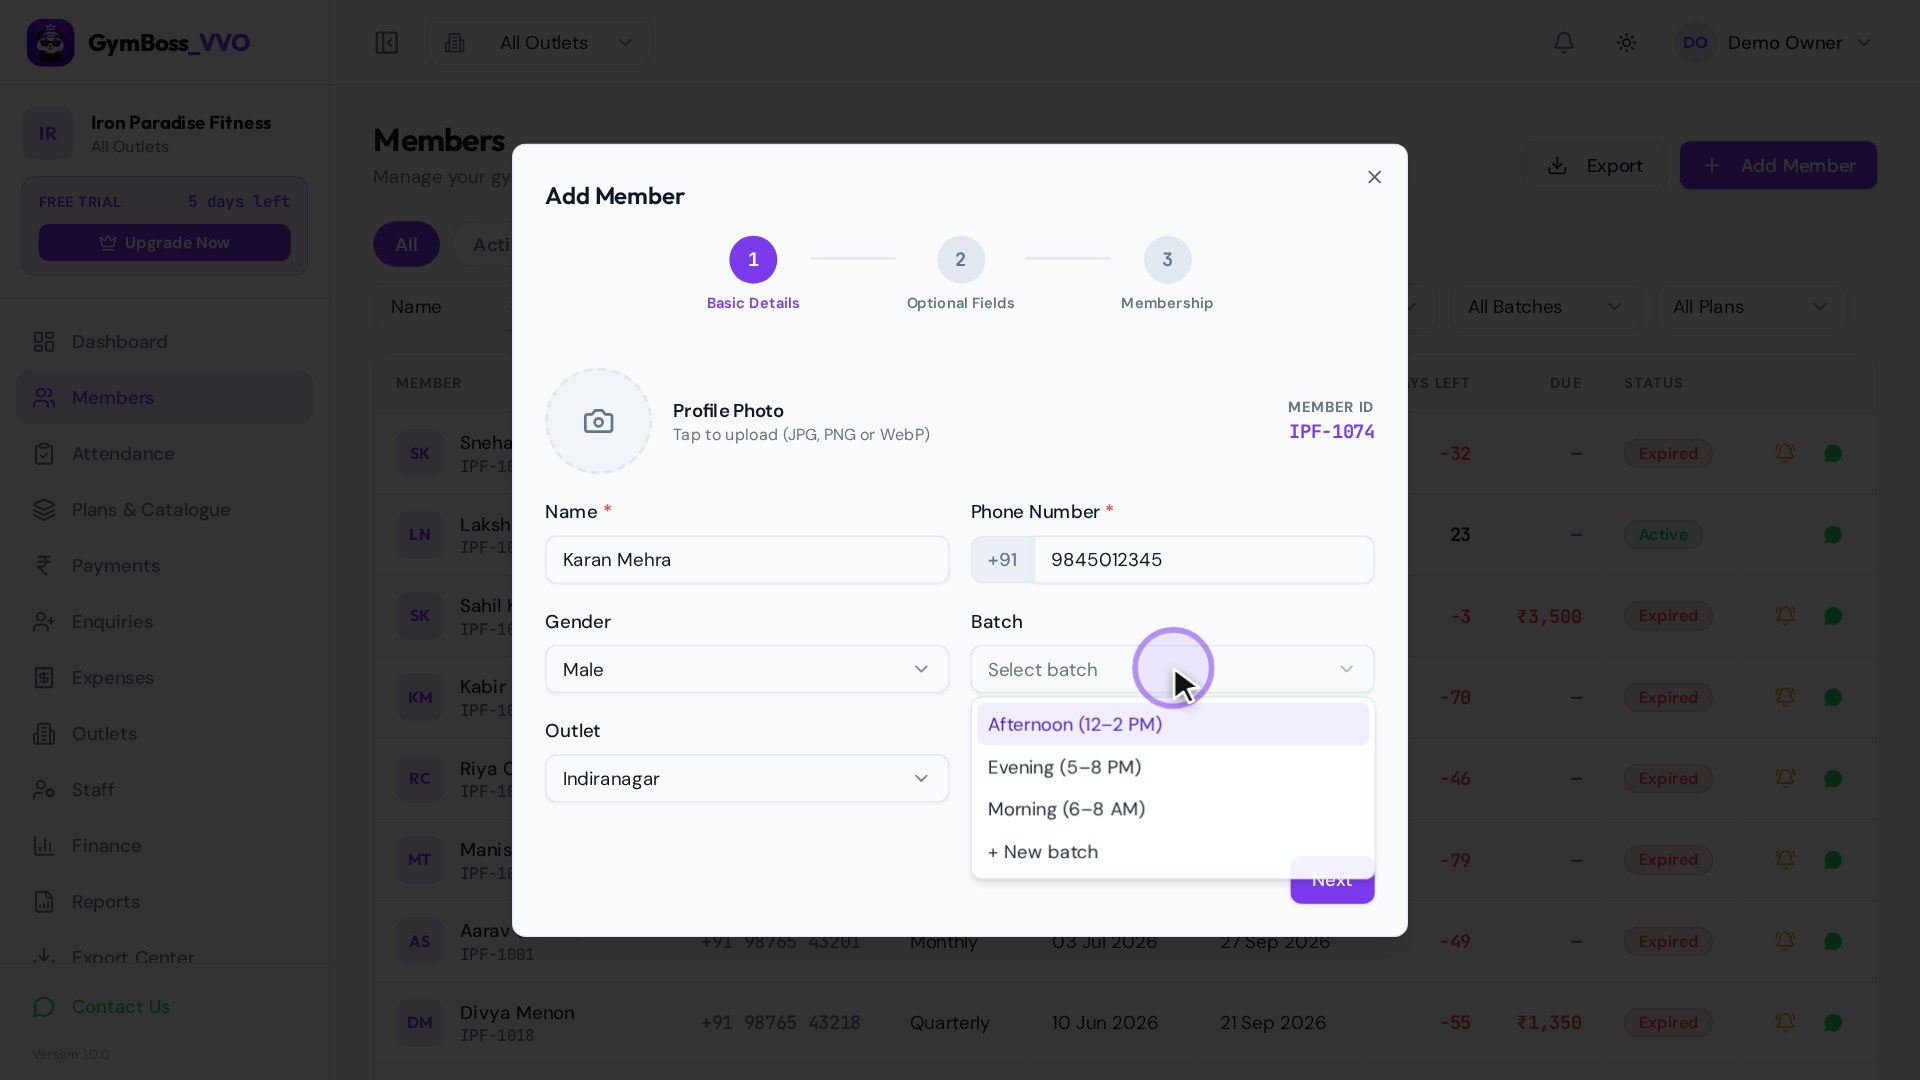 GymBoss_VVO
All Outlets
DO Demo Owner
IR
Iron Paradise Fitness
All Outlets
FREE TRIAL 5 days left
Upgrade Now
Dashboard
Members
Attendance
Plans & Catalogue
Payments
Enquiries
Expenses
Outlets
Staff
Finance
Reports
Export Center
Contact Us
Version 1.0.0
Members
Manage your
Export
Add Member
All
Name
All Batches
All Plans
MEMBER
LEFT DUE STATUS
SK Sneha
-32 — Expired
LN
23 — Active
SK Sahil
-3 ₹3,500 Expired
KM Kabir
-70 — Expired
RC Riya
-46 — Expired
MT
-79 — Expired
AS Aarav
IPF-1001
+91 98765 43201 Monthly 03 Jul 2026 27 Sep 2026 -49 — Expired
DM Divya Menon
IPF-1018
+91 98765 43218 Quarterly 10 Jun 2026 21 Sep 2026 -55 ₹1,350 Expired
Add Member
1 2 3
Basic Details Optional Fields Membership
Profile Photo
Tap to upload (JPG, PNG or WebP)
MEMBER ID
IPF-1074
Name *
Karan Mehra
Phone Number *
+91 9845012345
Gender
Male
Batch
Select batch
Outlet
Indiranagar
Afternoon (12–2 PM)
Evening (5–8 PM)
Morning (6–8 AM)
+ New batch
Next